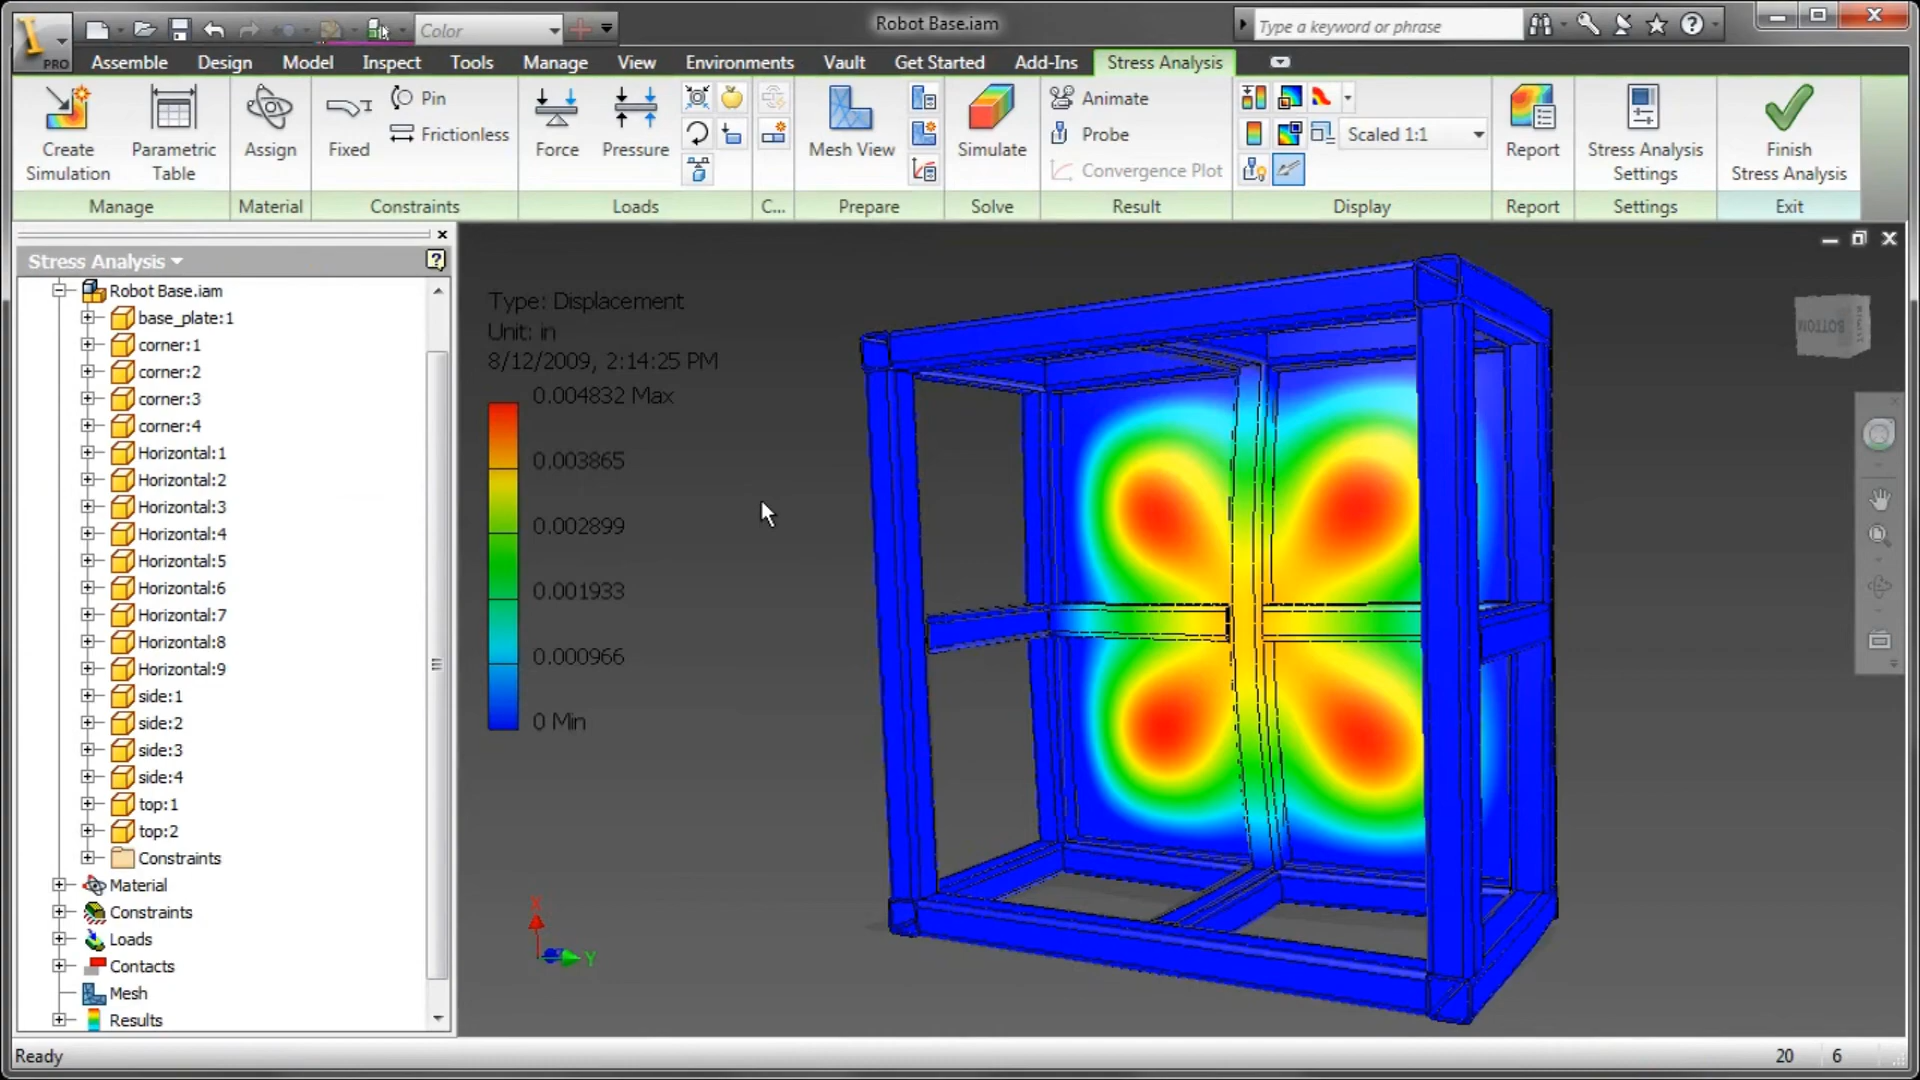 PRO
Color
Robot Base.iam
Type a keyword or phrase
Assemble Design Model Inspect Tools Manage View Environments Vault Get Started Add-Ins Stress Analysis
Create Simulation
Parametric Table
Assign
Fixed
Pin
Frictionless
Force
Pressure
Mesh View
Simulate
Animate
Probe
Convergence Plot
Scaled 1:1
Report
Stress Analysis Settings
Finish Stress Analysis
Manage Material Constraints Loads C... Prepare Solve Result Display Report Settings Exit
Stress Analysis
Robot Base.iam
base_plate:1
corner:1
corner:2
corner:3
corner:4
Horizontal:1
Horizontal:2
Horizontal:3
Horizontal:4
Horizontal:5
Horizontal:6
Horizontal:7
Horizontal:8
Horizontal:9
side:1
side:2
side:3
side:4
top:1
top:2
Constraints
Material
Constraints
Loads
Contacts
Mesh
Results
Type: Displacement
Unit: in
8/12/2009, 2:14:25 PM
0.004832 Max
0.003865
0.002899
0.001933
0.000966
0 Min
X
Y
BOTTOM
Ready
20 6